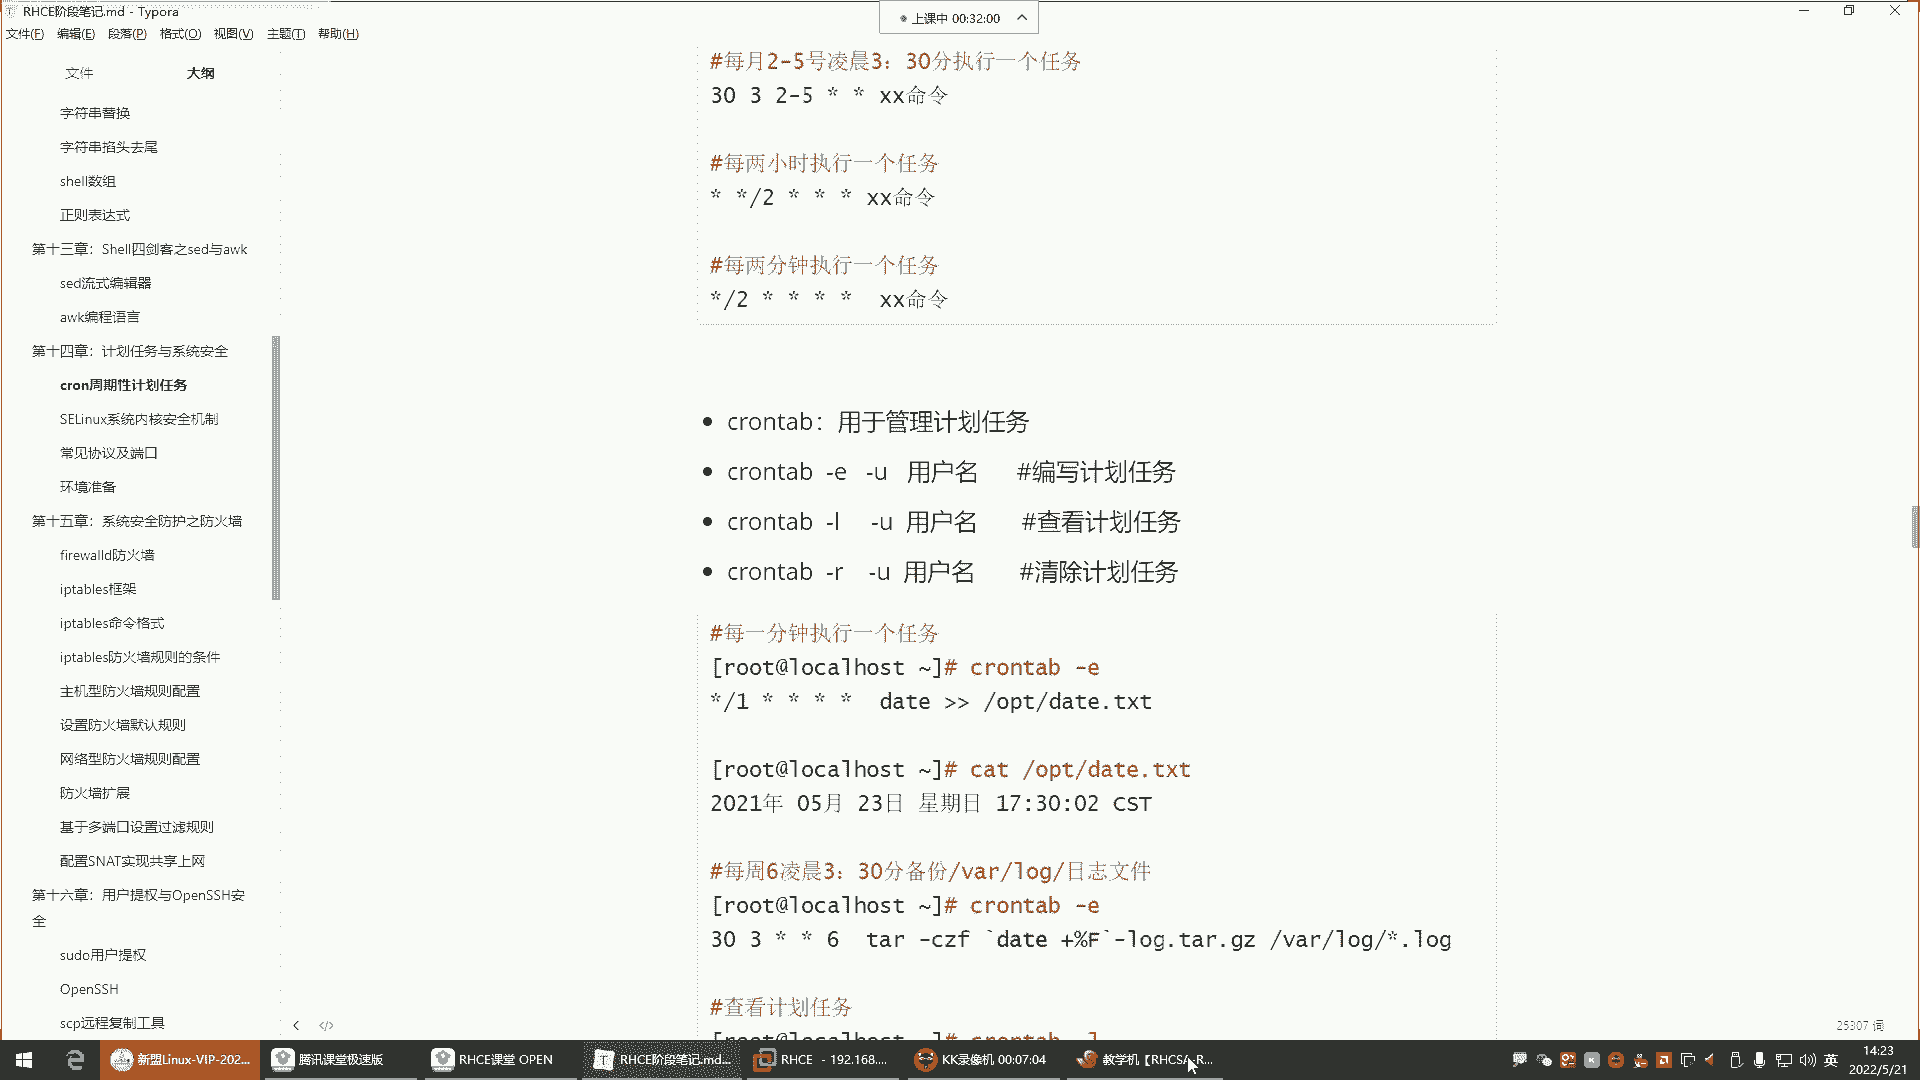 RHCE阶段笔记.md - Typora
上课中 00:32:00
文件(F) 编辑(E) 段落(P) 格式(O) 视图(V) 主题(T) 帮助(H)
文件 大纲
字符串替换
字符串掐头去尾
shell数组
正则表达式
第十三章：Shell四剑客之sed与awk
sed流式编辑器
awk编程语言
第十四章：计划任务与系统安全
cron周期性计划任务
SELinux系统内核安全机制
常见协议及端口
环境准备
第十五章：系统安全防护之防火墙
firewalld防火墙
iptables框架
iptables命令格式
iptables防火墙规则的条件
主机型防火墙规则配置
设置防火墙默认规则
网络型防火墙规则配置
防火墙扩展
基于多端口设置过滤规则
配置SNAT实现共享上网
第十六章：用户提权与OpenSSH安
全
sudo用户提权
OpenSSH
scp远程复制工具
#每月2-5号凌晨3：30分执行一个任务
30 3 2-5 * * xx命令
#每两小时执行一个任务
* */2 * * * xx命令
#每两分钟执行一个任务
*/2 * * * *  xx命令
crontab：用于管理计划任务
crontab -e -u 用户名 #编写计划任务
crontab -l -u 用户名 #查看计划任务
crontab -r -u 用户名 #清除计划任务
#每一分钟执行一个任务
[root@localhost ~]# crontab -e
*/1 * * * *  date >> /opt/date.txt
[root@localhost ~]# cat /opt/date.txt
2021年 05月 23日 星期日 17:30:02 CST
#每周6凌晨3：30分备份/var/log/日志文件
[root@localhost ~]# crontab -e
30 3 * * 6  tar -czf `date +%F`-log.tar.gz /var/log/*.log
#查看计划任务
[root@localhost ~]# crontab -l
25307 词
新盟Linux-VIP-202... 腾讯课堂极速版 RHCE课堂 OPEN RHCE阶段笔记.md... RHCE - 192.168.... KK录像机 00:07:04 教学机【RHCSA R...
英
14:23
2022/5/21